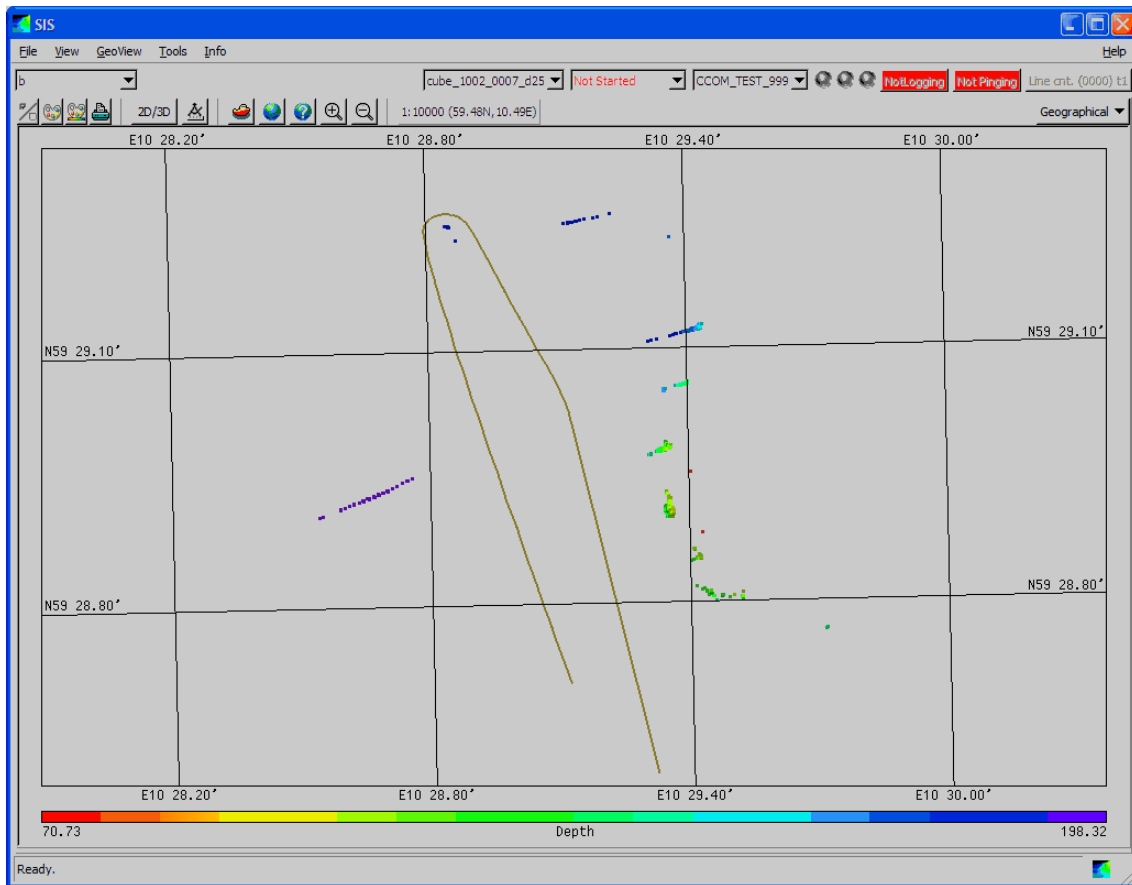 SIS
File View GeoView Tools Info Help
b cube_1002_0007_d25 Not Started CCOM_TEST_999 NotLogging Not Pinging Line cnt. (0000) t1
2D/3D 1:10000 (59.48N,10.49E) Geographical
E10 28.20' E10 28.80' E10 29.40' E10 30.00'
N59 29.10' N59 29.10'
N59 28.80' N59 28.80'
E10 28.20' E10 28.80' E10 29.40' E10 30.00'
70.73 Depth 198.32
Ready.